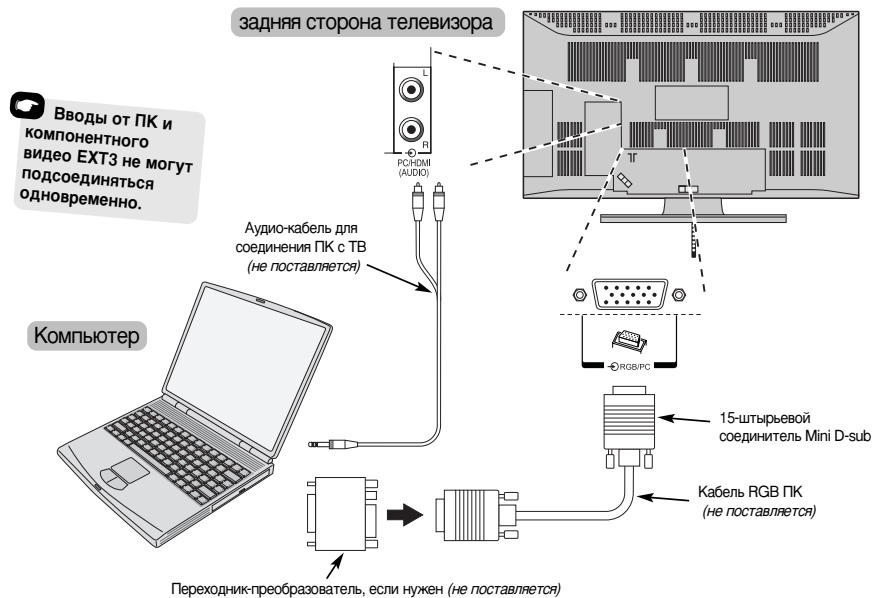 задняя сторона телевизора
Вводы от ПК и
компонентного
видео EXT3 не могут
подсоединяться
одновременно.
L
R
PC/HDMI
(AUDIO)
Аудио-кабель для
соединения ПК с ТВ
(не поставляется)
Компьютер
RGB/PC
15-штырьевой
соединитель Mini D-sub
Кабель RGB ПК
(не поставляется)
Переходник-преобразователь, если нужен (не поставляется)